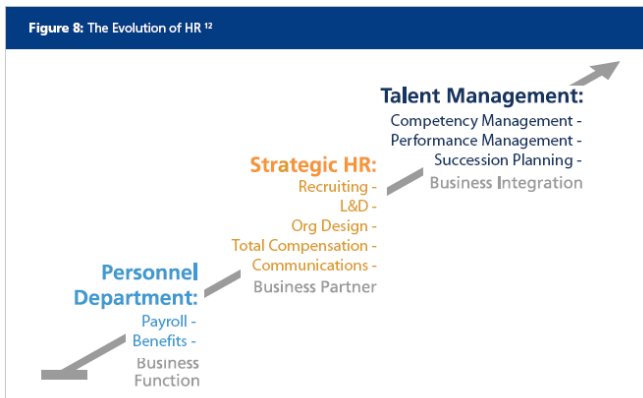 Figure 8: The Evolution of HR 12
Talent Management:
Competency Management -
Performance Management -
Succession Planning -
Business Integration
Strategic HR:
Recruiting -
L&D -
Org Design -
Total Compensation -
Communications -
Business Partner
Personnel
Department:
Payroll -
Benefits -
Business
Function